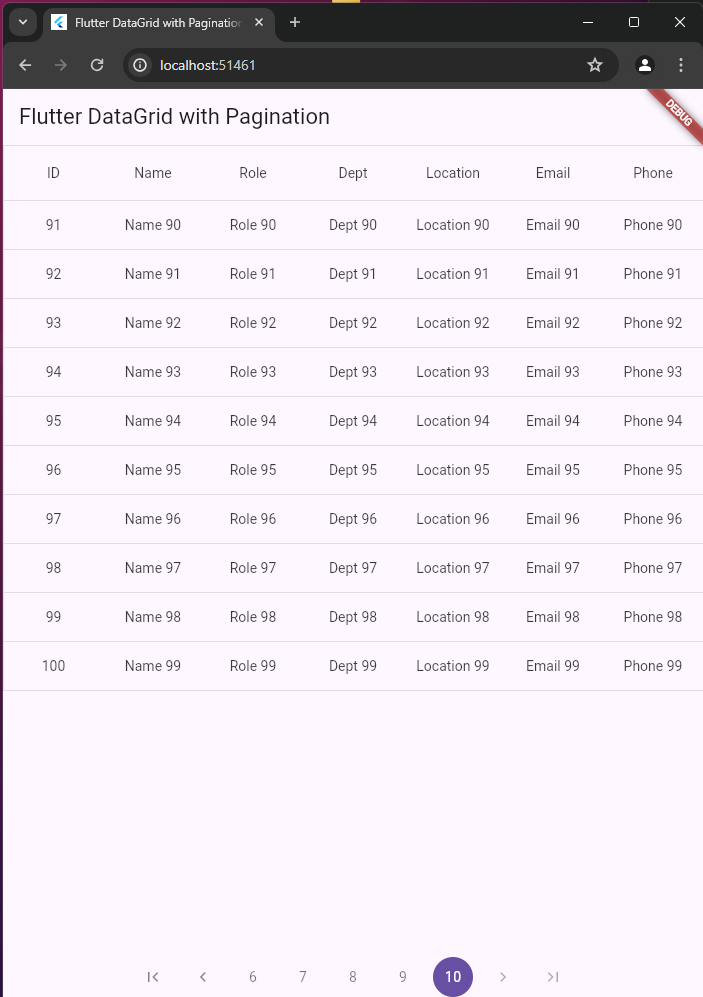 Flutter DataGrid with Pagination
localhost:51461
Flutter DataGrid with Pagination
DEBUG
ID Name Role Dept Location Email Phone
91 Name 90 Role 90 Dept 90 Location 90 Email 90 Phone 90
92 Name 91 Role 91 Dept 91 Location 91 Email 91 Phone 91
93 Name 92 Role 92 Dept 92 Location 92 Email 92 Phone 92
94 Name 93 Role 93 Dept 93 Location 93 Email 93 Phone 93
95 Name 94 Role 94 Dept 94 Location 94 Email 94 Phone 94
96 Name 95 Role 95 Dept 95 Location 95 Email 95 Phone 95
97 Name 96 Role 96 Dept 96 Location 96 Email 96 Phone 96
98 Name 97 Role 97 Dept 97 Location 97 Email 97 Phone 97
99 Name 98 Role 98 Dept 98 Location 98 Email 98 Phone 98
100 Name 99 Role 99 Dept 99 Location 99 Email 99 Phone 99
6 7 8 9 10